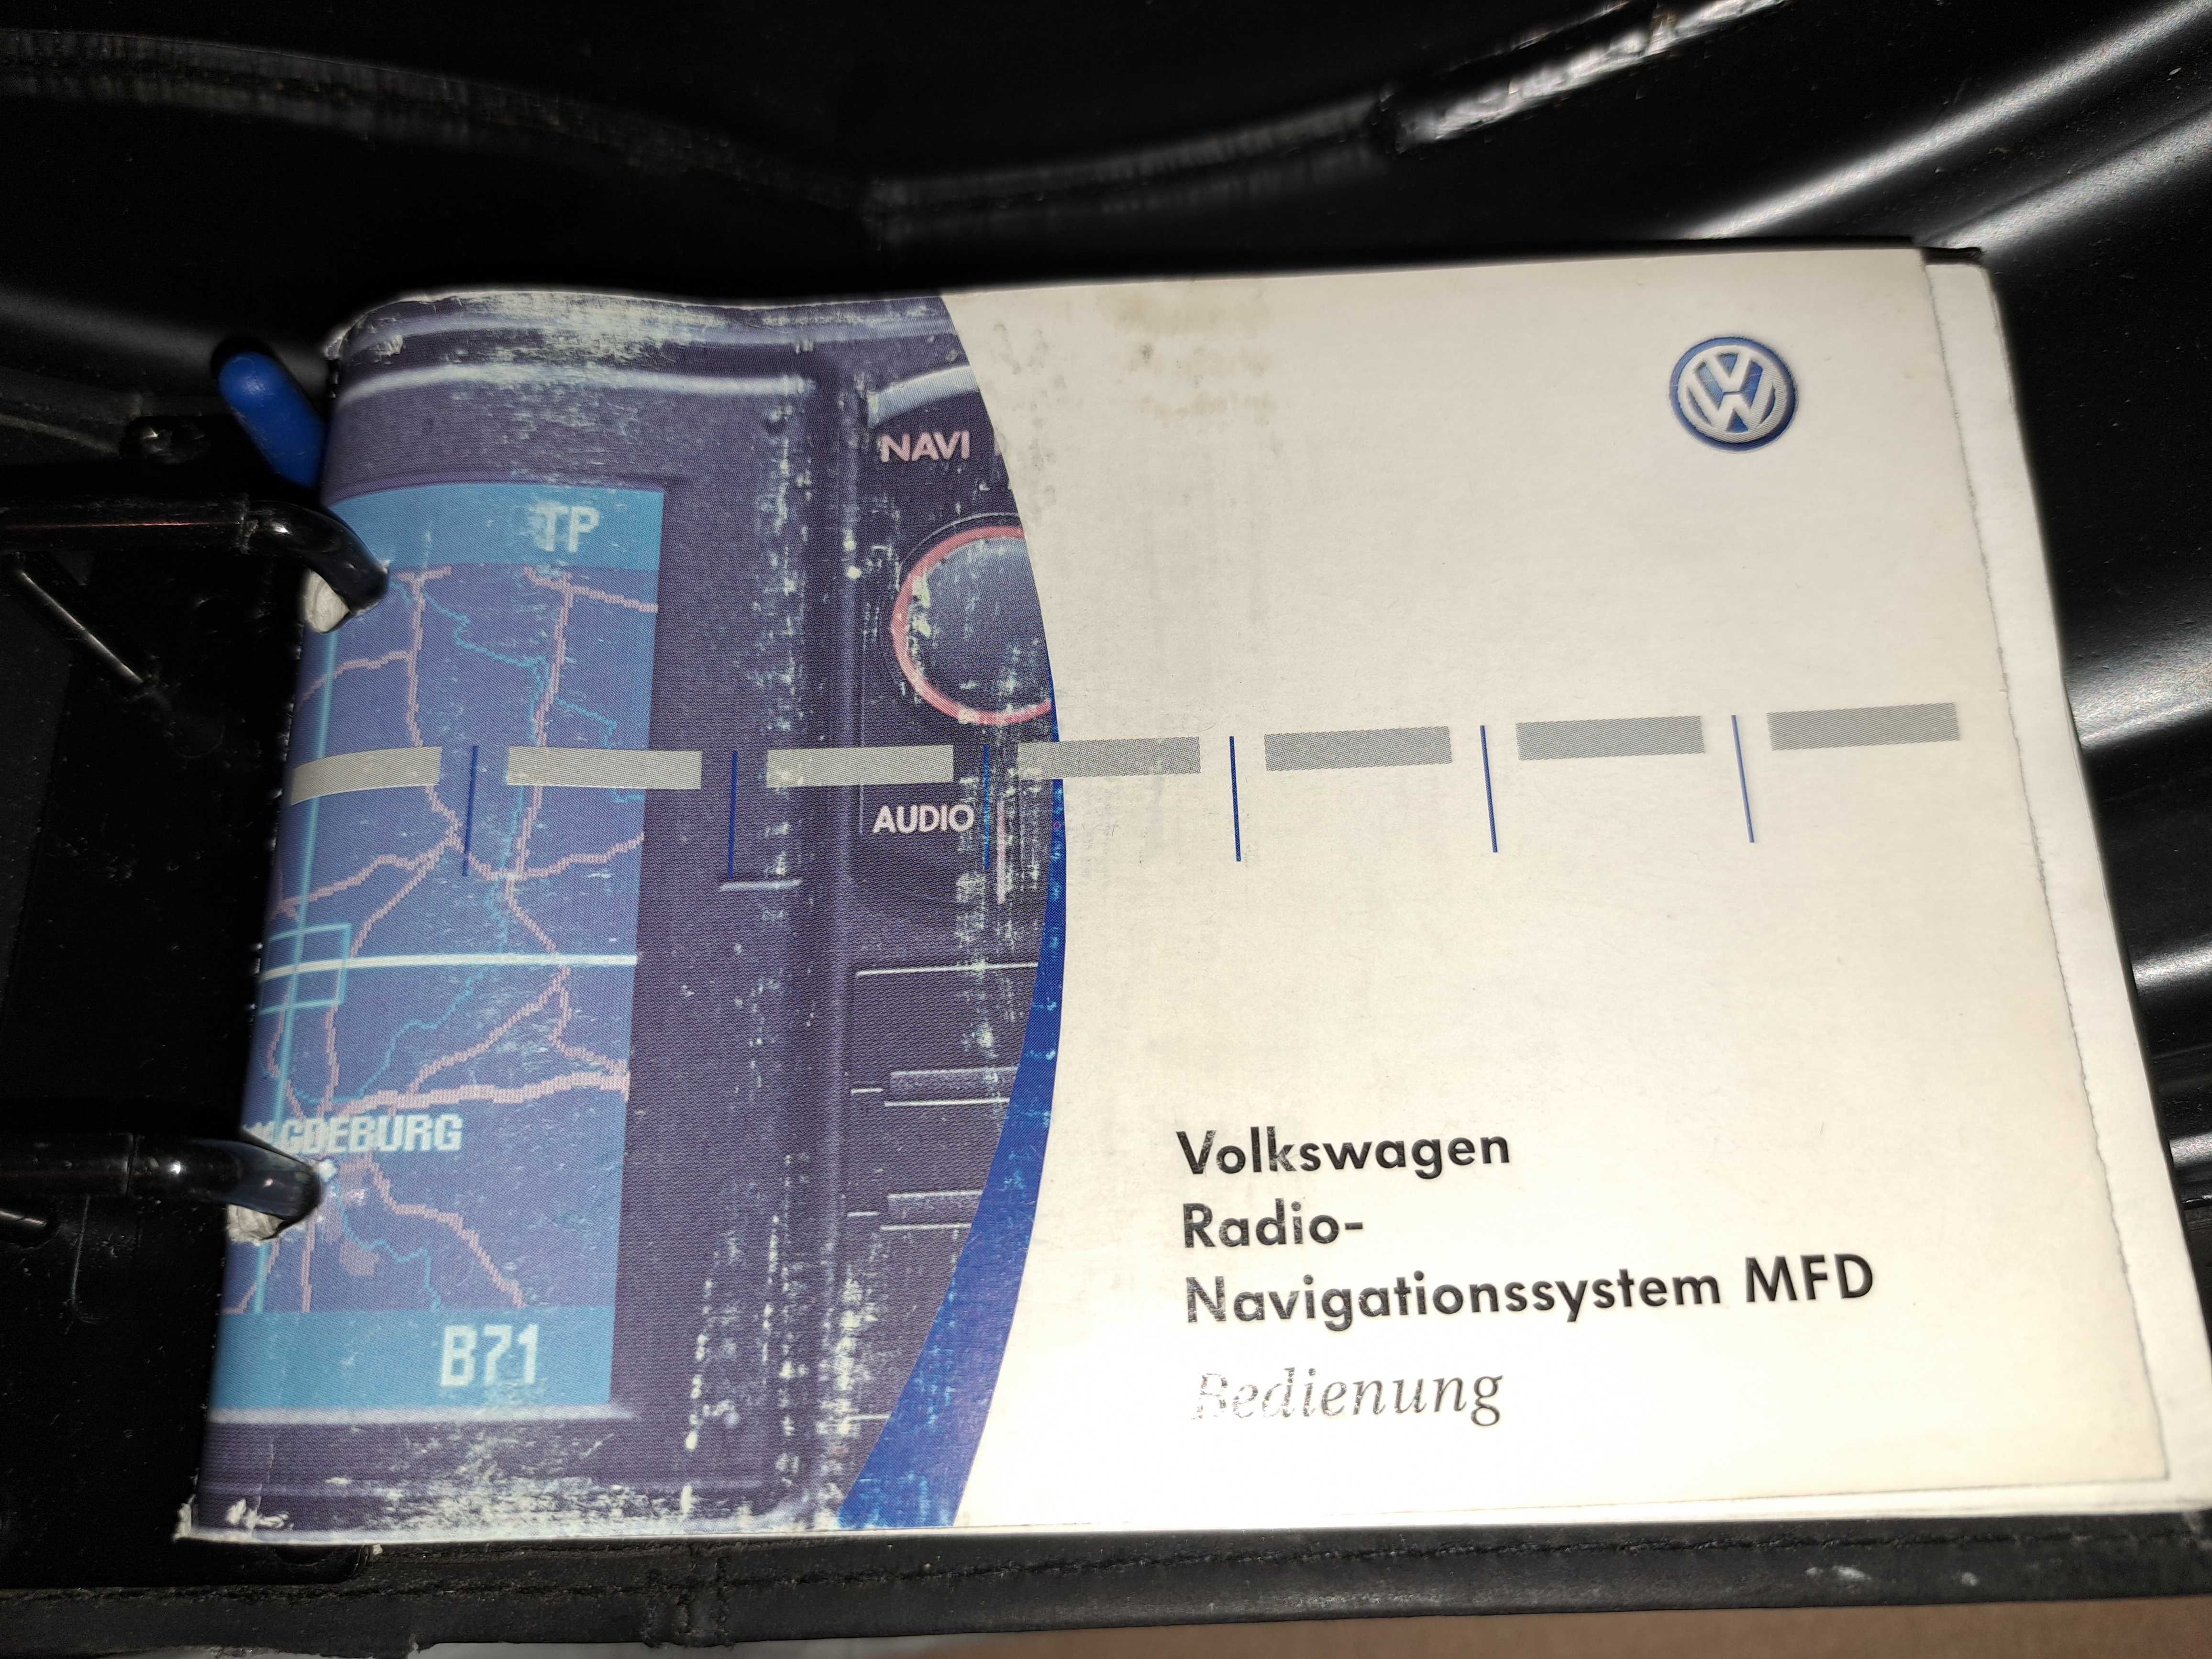 NAVI
TP
AUDIO
GDEBURG
B71
Volkswagen
Radio-
Navigationssystem MFD
Bedienung